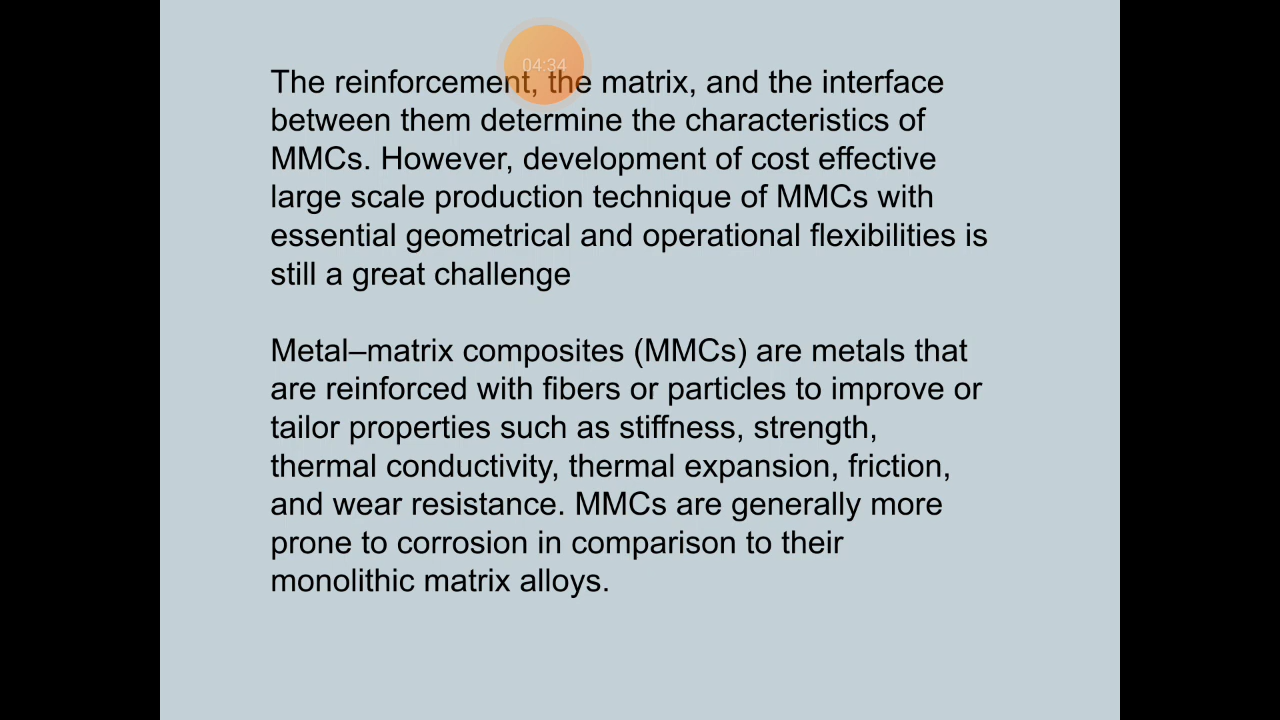 04:34
The reinforcement, the matrix, and the interface
between them determine the characteristics of
MMCs. However, development of cost effective
large scale production technique of MMCs with
essential geometrical and operational flexibilities is
still a great challenge
Metal–matrix composites (MMCs) are metals that
are reinforced with fibers or particles to improve or
tailor properties such as stiffness, strength,
thermal conductivity, thermal expansion, friction,
and wear resistance. MMCs are generally more
prone to corrosion in comparison to their
monolithic matrix alloys.